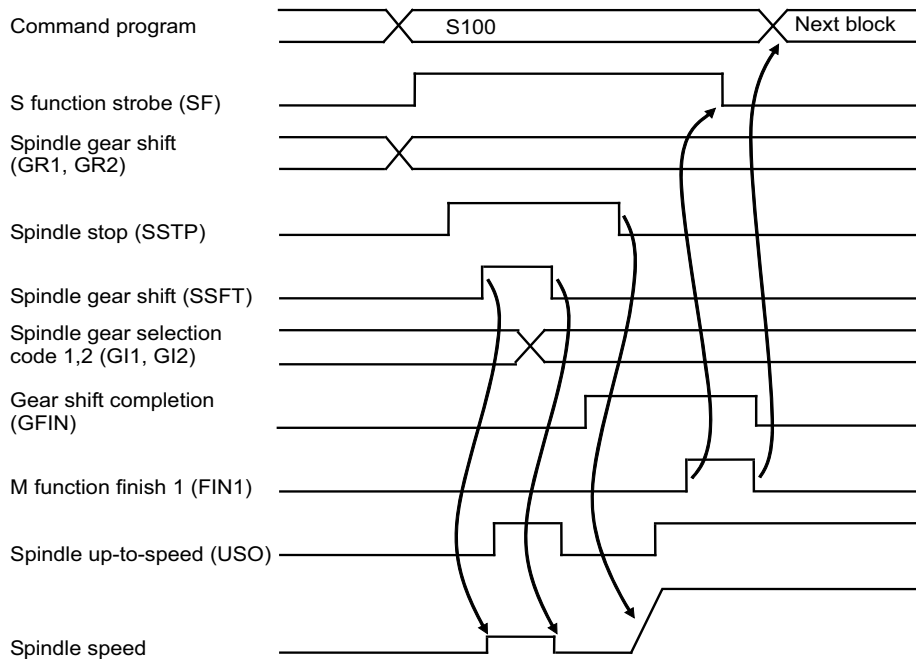 Command program
S100
Next block
S function strobe (SF)
Spindle gear shift
(GR1, GR2)
Spindle stop (SSTP)
Spindle gear shift (SSFT)
Spindle gear selection
code 1,2 (GI1, GI2)
Gear shift completion
(GFIN)
M function finish 1 (FIN1)
Spindle up-to-speed (USO)
Spindle speed